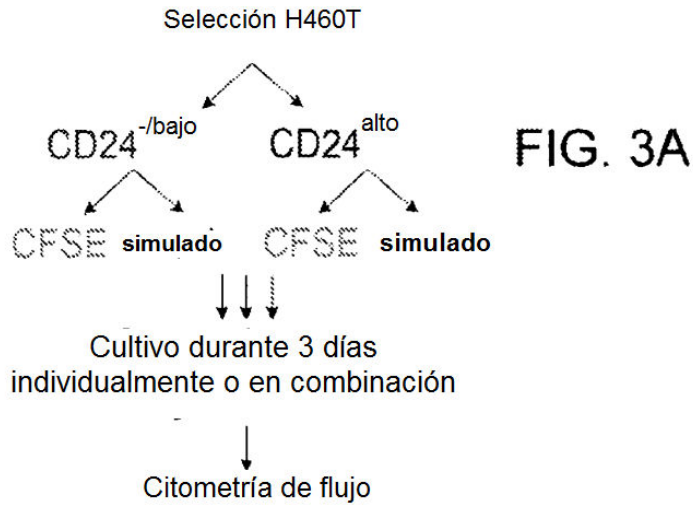 Selección H460T
CD24-/bajo CD24alto FIG. 3A
CFSE simulado CFSE simulado
Cultivo durante 3 días
individualmente o en combinación
Citometría de flujo